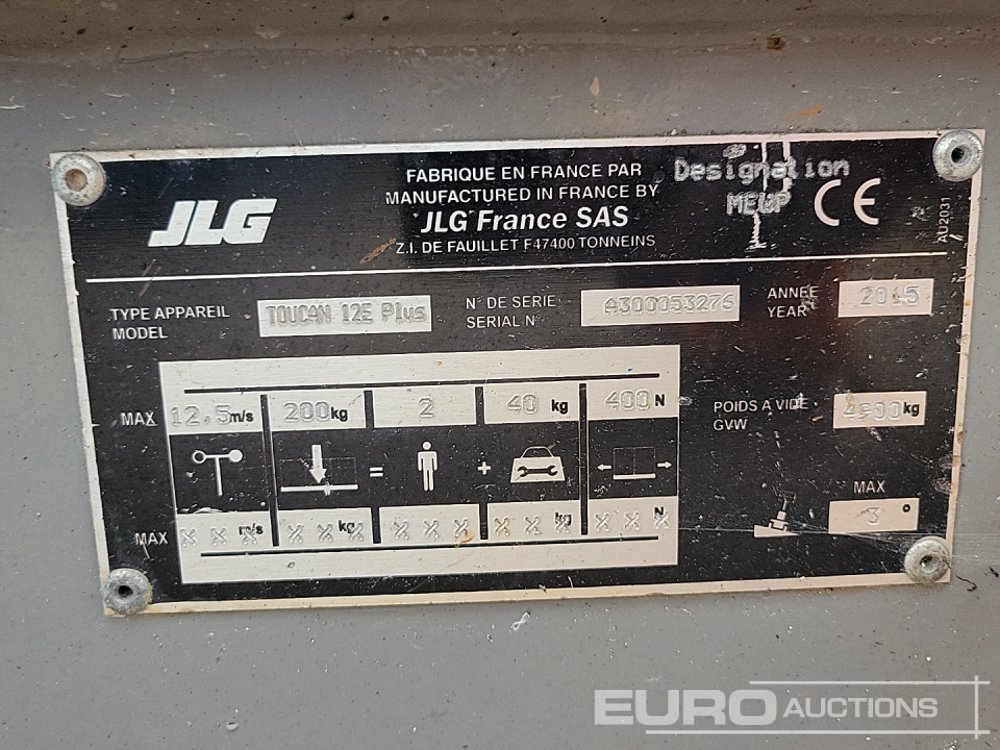 JLG
FABRIQUE EN FRANCE PAR
MANUFACTURED IN FRANCE BY
JLG France SAS
Z.I. DE FAUILLET F47400 TONNEINS
Designation
MEWP
CE
AU2031
TYPE APPAREIL
MODEL
TOUCAN 12E Plus
N° DE SERIE
SERIAL N°
A300053276
ANNEE
YEAR
2015
MAX 12,5m/s 200kg 2 40 kg 400N
= +
MAX X X X m/s X X X kg X X X X X X kg X X X N
POIDS A VIDE
GVW
4900kg
MAX
3°
EURO AUCTIONS